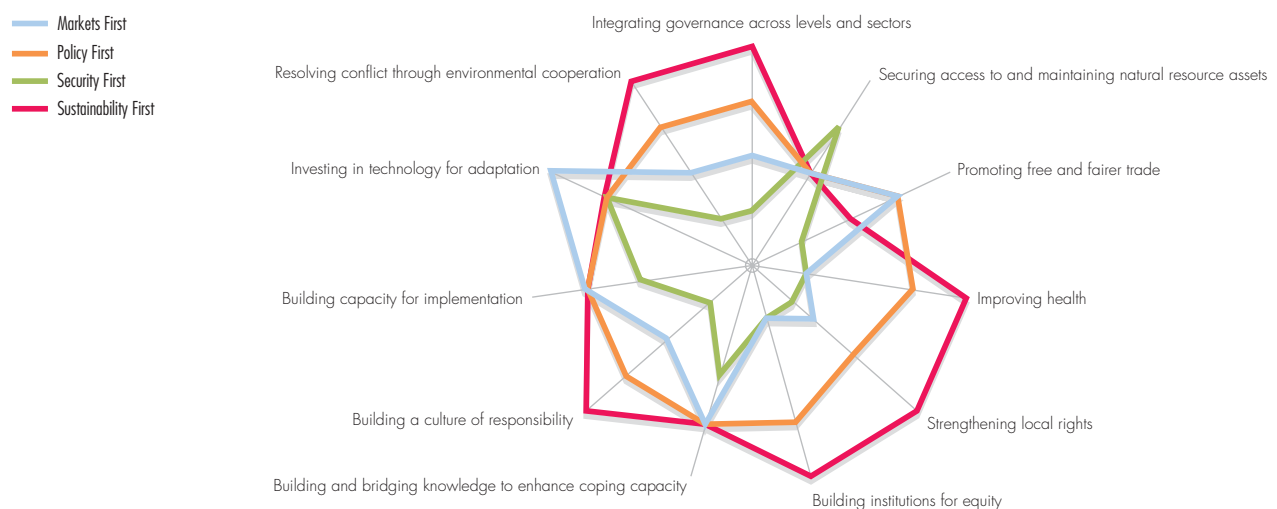 Markets First
Policy First
Security First
Sustainability First
Integrating governance across levels and sectors
Resolving conflict through environmental cooperation
Securing access to and maintaining natural resource assets
Investing in technology for adaptation
Promoting free and fairer trade
Building capacity for implementation
Improving health
Building a culture of responsibility
Strengthening local rights
Building and bridging knowledge to enhance coping capacity
Building institutions for equity